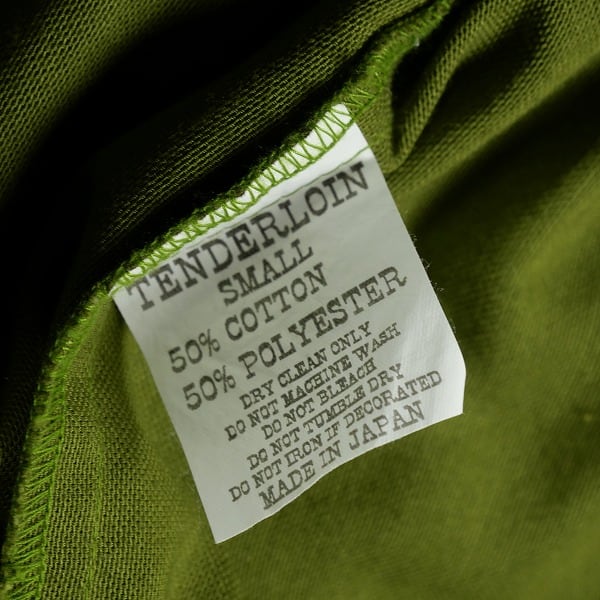 TENDERLOIN
SMALL
50% COTTON
50% POLYESTER
DRY CLEAN ONLY
DO NOT MACHINE WASH
DO NOT BLEACH
DO NOT TUMBLE DRY
DO NOT IRON IF DECORATED
MADE IN JAPAN